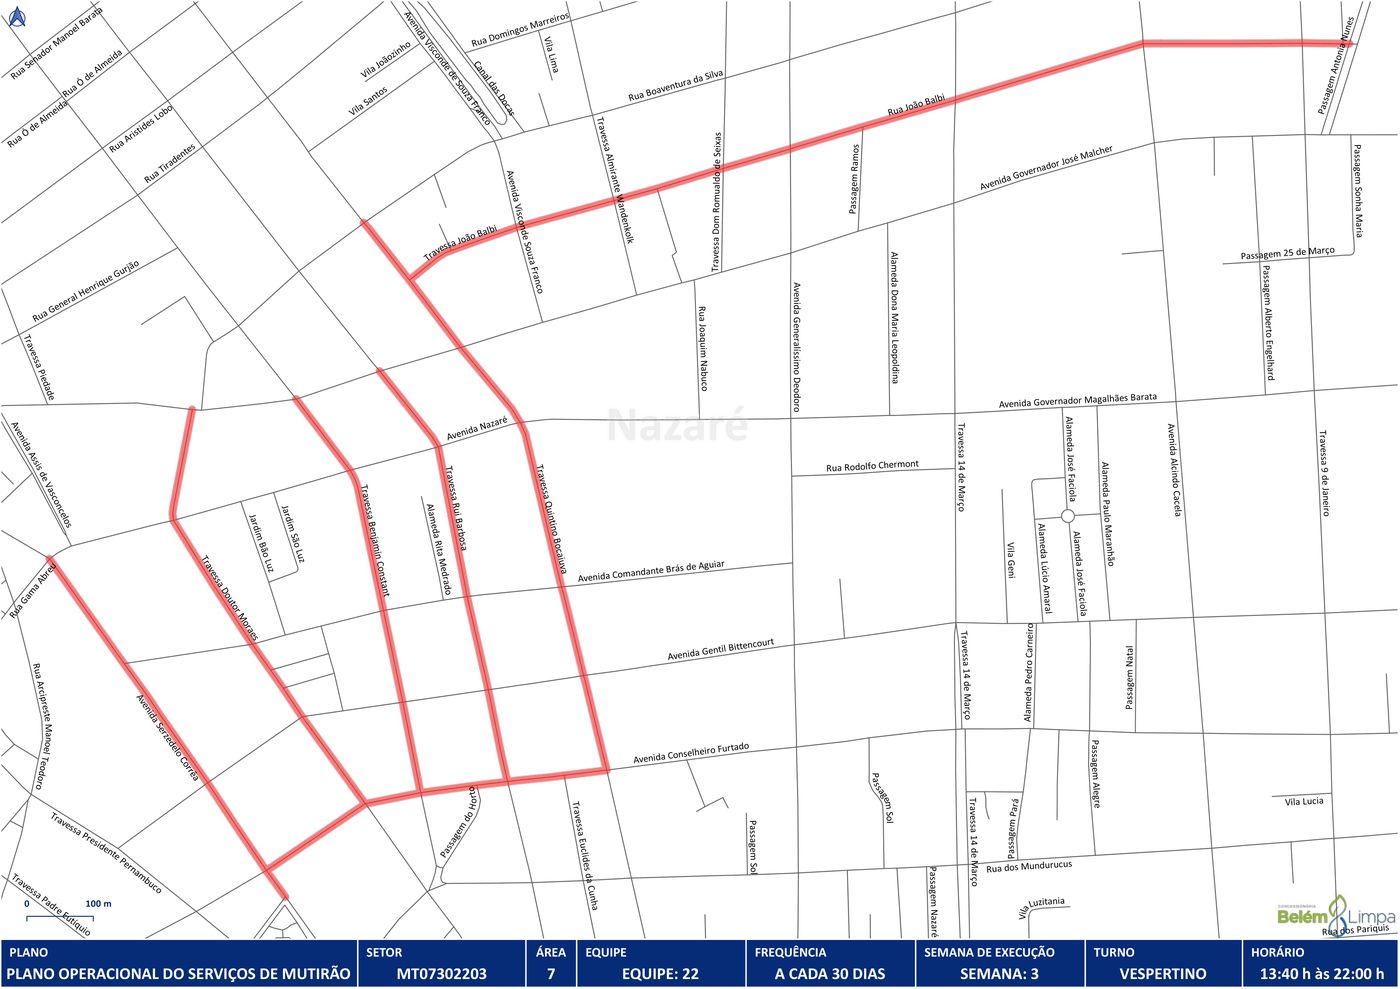 Rua Senador Manoel Barata
Rua Ó de Almeida
Rua Ó de Almeida
Rua Aristides Lobo
Rua Tiradentes
Vila Joãozinho
Vila Santos
Avenida Visconde de Souza Franco
Canal das Docas
Rua Domingos Marreiros
Vila Lima
Rua Boaventura da Silva
Travessa Almirante Wandenkolk
Travessa Dom Romualdo de Seixas
Rua João Balbi
Passagem Antonia Nunes
Avenida Governador José Malcher
Passagem Ramos
Passagem Sonha Maria
Passagem 25 de Março
Passagem Alberto Engelhard
Travessa João Balbi
Avenida Visconde Souza Franco
Rua General Henrique Gurjão
Travessa Piedade
Rua Joaquim Nabuco
Avenida Generalíssimo Deodoro
Alameda Dona Maria Leopoldina
Avenida Governador Magalhães Barata
Nazaré
Avenida Nazaré
Avenida Assis de Vasconcelos
Rua Rodolfo Chermont
Travessa 14 de Março
Alameda José Faciola
Alameda Paulo Maranhão
Avenida Alcindo Cacela
Travessa 9 de Janeiro
Jardim Bão Luz
Jardim São Luz
Travessa Benjamin Constant
Alameda Rita Medrado
Travessa Rui Barbosa
Travessa Quintino Bocaiuva
Vila Geni
Alameda Lúcio Amaral
Alameda José Faciola
Avenida Comandante Brás de Aguiar
Rua Gama Abreu
Travessa Doutor Moraes
Avenida Gentil Bittencourt
Travessa 14 de Março
Alameda Pedro Carneiro
Passagem Natal
Rua Arcipreste Manoel Teodoro
Avenida Serzedelo Corrêa
Avenida Conselheiro Furtado
Passagem do Horto
Travessa Euclides da Cunha
Passagem Sol
Passagem Sol
Travessa 14 de Março
Passagem Pará
Passagem Alegre
Vila Lucia
Travessa Presidente Pernambuco
Travessa Padre Eutíquio
Rua dos Mundurucus
Passagem Nazaré
Vila Luzitania
Rua dos Pariquis
0 100 m
CONCESSIONÁRIA
Belém Limpa
PLANO
PLANO OPERACIONAL DO SERVIÇOS DE MUTIRÃO
SETOR
MT07302203
ÁREA
7
EQUIPE
EQUIPE: 22
FREQUÊNCIA
A CADA 30 DIAS
SEMANA DE EXECUÇÃO
SEMANA: 3
TURNO
VESPERTINO
HORÁRIO
13:40 h às 22:00 h